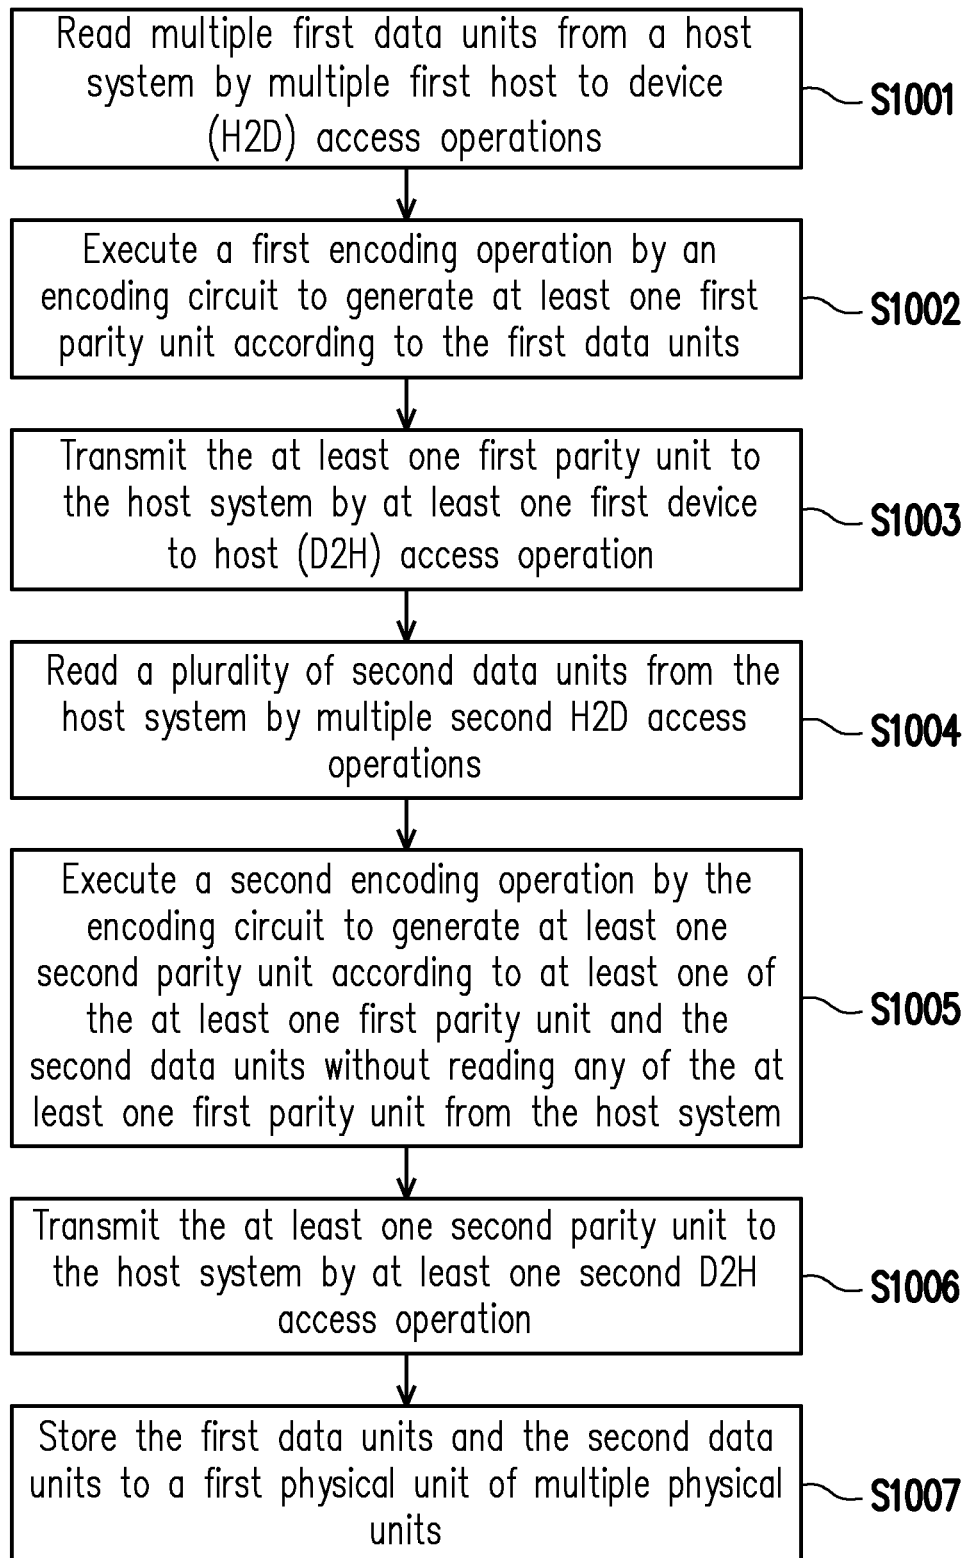 Read multiple first data units from a host
system by multiple first host to device
(H2D) access operations
S1001
Execute a first encoding operation by an
encoding circuit to generate at least one first
parity unit according to the first data units
S1002
Transmit the at least one first parity unit to
the host system by at least one first device
to host (D2H) access operation
S1003
Read a plurality of second data units from the
host system by multiple second H2D access
operations
S1004
Execute a second encoding operation by the
encoding circuit to generate at least one
second parity unit according to at least one of
the at least one first parity unit and the
second data units without reading any of the at
least one first parity unit from the host system
S1005
Transmit the at least one second parity unit to
the host system by at least one second D2H
access operation
S1006
Store the first data units and the second data
units to a first physical unit of multiple physical
units
S1007